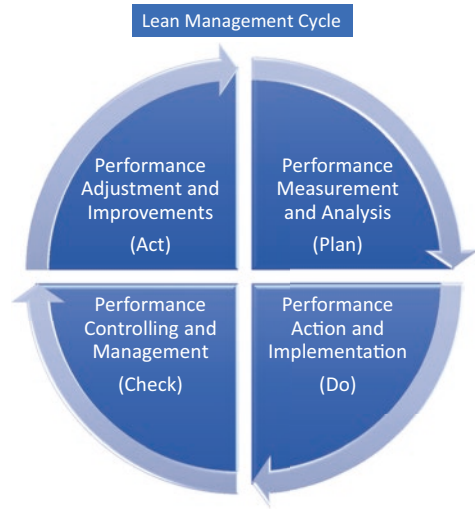 Lean Management Cycle
Performance
Adjustment and
Improvements
(Act)
Performance
Measurement
and Analysis
(Plan)
Performance
Controlling and
Management
(Check)
Performance
Action and
Implementation
(Do)